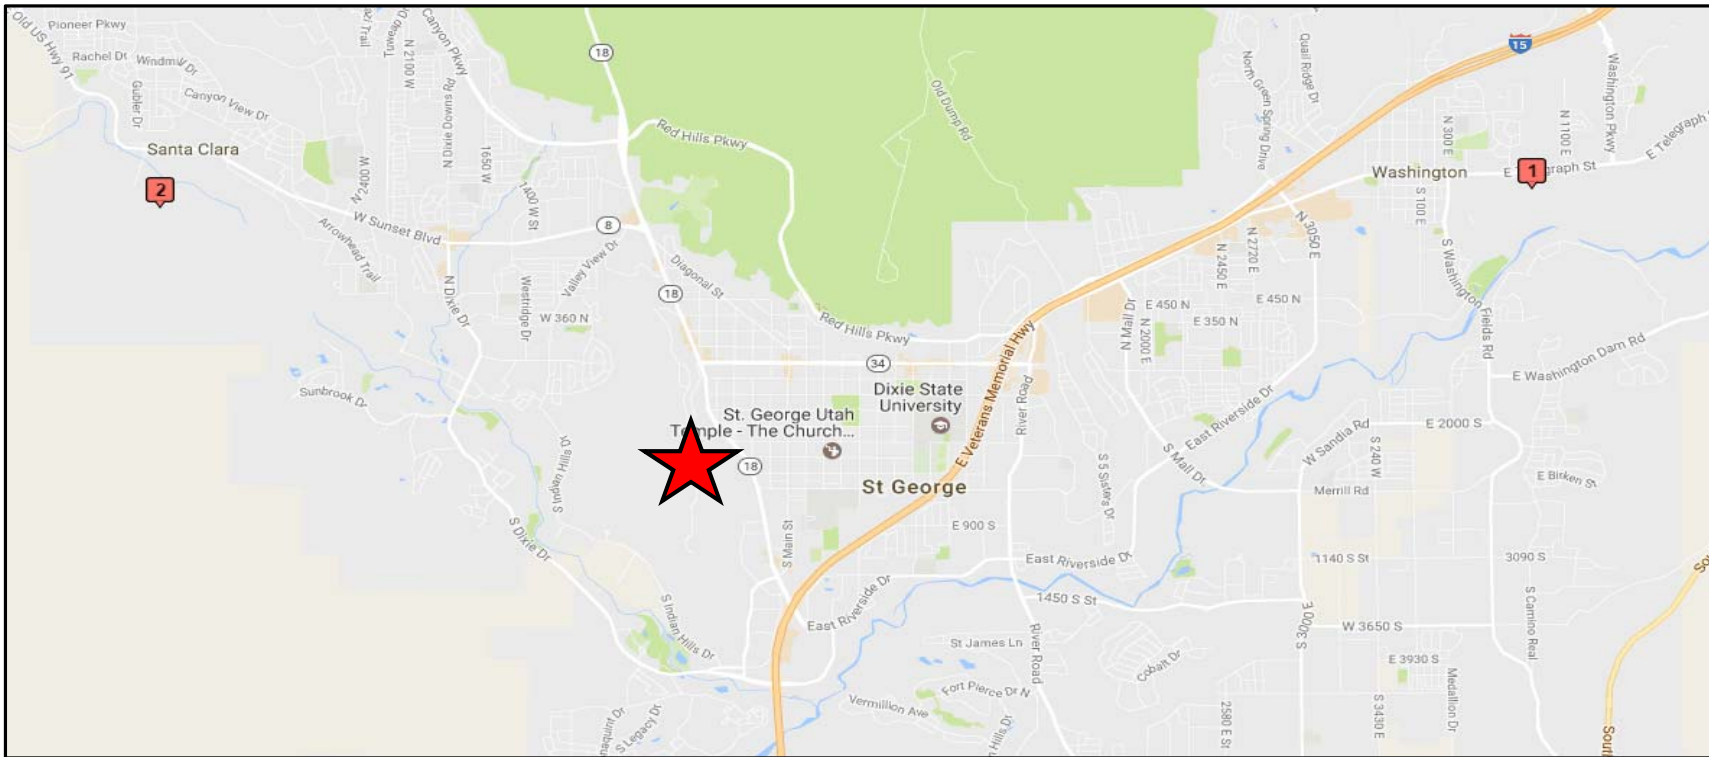 Old US Hwy 91
Pioneer Pkwy
Rachel Dr
Windmill Dr
Gubler Dr
Canyon View Dr
Santa Clara
2
Tuweap Dr
N 2100 W
Canyon Pkwy
N Dixie Downs Rd
1650 W
N 2400 W
1400 W St
W Sunset Blvd
Arrowhead Trail
8
Valley View Dr
Westridge Dr
W 360 N
N Dixie Dr
Sunbrook Dr
18
Red Hills Pkwy
Old Dump Rd
Diagonal St
18
Red Hills Pkwy
34
Dixie State
University
St. George Utah
Temple - The Church...
18
St George
E Veterans Memorial Hwy
River Road
S Main St
E 900 S
S Indian Hills Dr
S Dixie Dr
S Indian Hills Dr
East Riverside Dr
East Riverside Dr
1450 S St
St James Ln
River Road
Fort Pierce Dr N
Vermillion Ave
Cobalt Dr
S Legacy Dr
15
North Green Spring Drive
Quail Ridge Dr
Washington Pkwy
N 300 E
N 1100 E
E Telegraph
Washington
1
E Telegraph St
S 100 E
N 3050 E
N 2720 E
N 2450 E
S Washington Fields Rd
E 450 N
E 450 N
E 350 N
N Mall Dr
N 2000 E
E Washington Dam Rd
East Riverside Dr
S Mall Dr
S 5 Sisters Dr
W Sandia Rd
E 2000 S
S 240 W
Merrill Rd
E Birken St
1140 S St
3090 S
S 3000 E
W 3650 S
S Camino Real
E 3930 S
Medallion Dr
S 3430 E
2580 E St
South